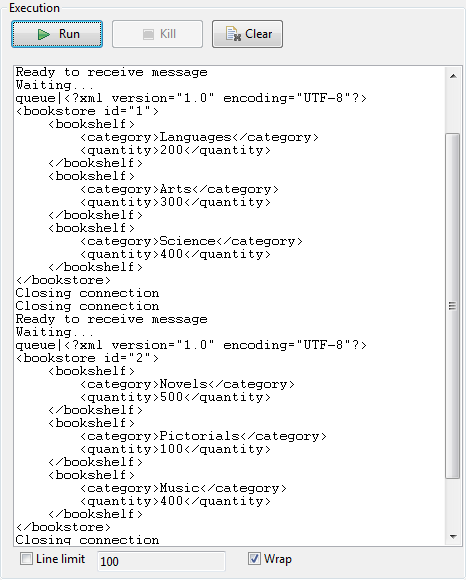 Execution
Run
Kill
Clear
Ready to receive message
Waiting...
queue|<?xml version="1.0" encoding="UTF-8"?>
<bookstore id="1">
    <bookshelf>
        <category>Languages</category>
        <quantity>200</quantity>
    </bookshelf>
    <bookshelf>
        <category>Arts</category>
        <quantity>300</quantity>
    </bookshelf>
    <bookshelf>
        <category>Science</category>
        <quantity>400</quantity>
    </bookshelf>
</bookstore>
Closing connection
Closing connection
Ready to receive message
Waiting...
queue|<?xml version="1.0" encoding="UTF-8"?>
<bookstore id="2">
    <bookshelf>
        <category>Novels</category>
        <quantity>500</quantity>
    </bookshelf>
    <bookshelf>
        <category>Pictorials</category>
        <quantity>100</quantity>
    </bookshelf>
    <bookshelf>
        <category>Music</category>
        <quantity>400</quantity>
    </bookshelf>
</bookstore>
Closing connection
Line limit
100
Wrap